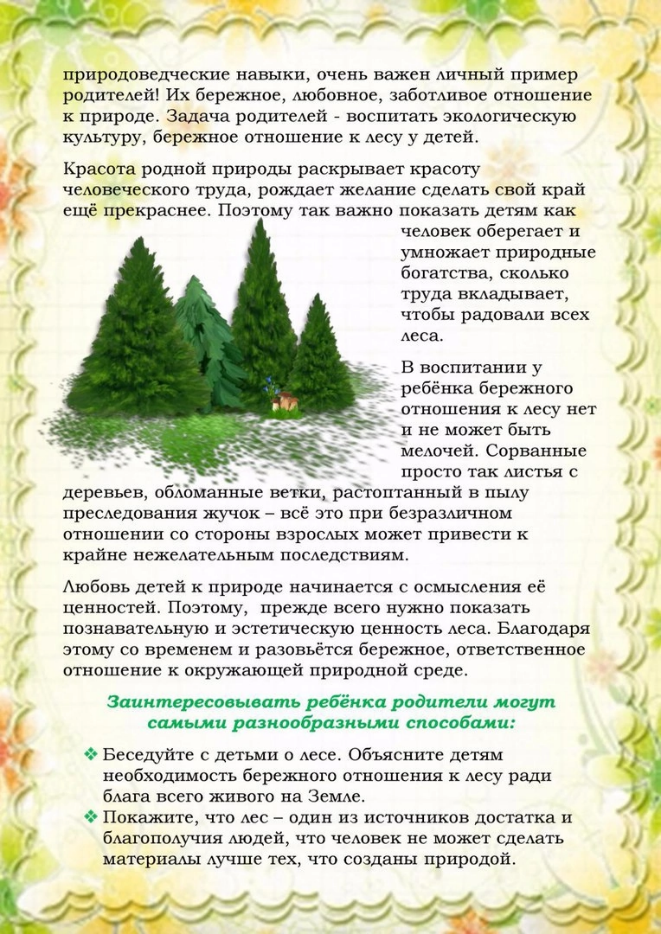 природоведческие навыки, очень важен личный пример
родителей! Их бережное, любовное, заботливое отношение
к природе. Задача родителей - воспитать экологическую
культуру, бережное отношение к лесу у детей.
Красота родной природы раскрывает красоту
человеческого труда, рождает желание сделать свой край
ещё прекраснее. Поэтому так важно показать детям как
человек оберегает и
умножает природные
богатства, сколько
труда вкладывает,
чтобы радовали всех
леса.
В воспитании у
ребёнка бережного
отношения к лесу нет
и не может быть
мелочей. Сорванные
просто так листья с
деревьев, обломанные ветки, растоптанный в пылу
преследования жучок – всё это при безразличном
отношении со стороны взрослых может привести к
крайне нежелательным последствиям.
Любовь детей к природе начинается с осмысления её
ценностей. Поэтому, прежде всего нужно показать
познавательную и эстетическую ценность леса. Благодаря
этому со временем и разовьётся бережное, ответственное
отношение к окружающей природной среде.
Заинтересовывать ребёнка родители могут
самыми разнообразными способами:
❖ Беседуйте с детьми о лесе. Объясните детям
необходимость бережного отношения к лесу ради
блага всего живого на Земле.
❖ Покажите, что лес – один из источников достатка и
благополучия людей, что человек не может сделать
материалы лучше тех, что созданы природой.